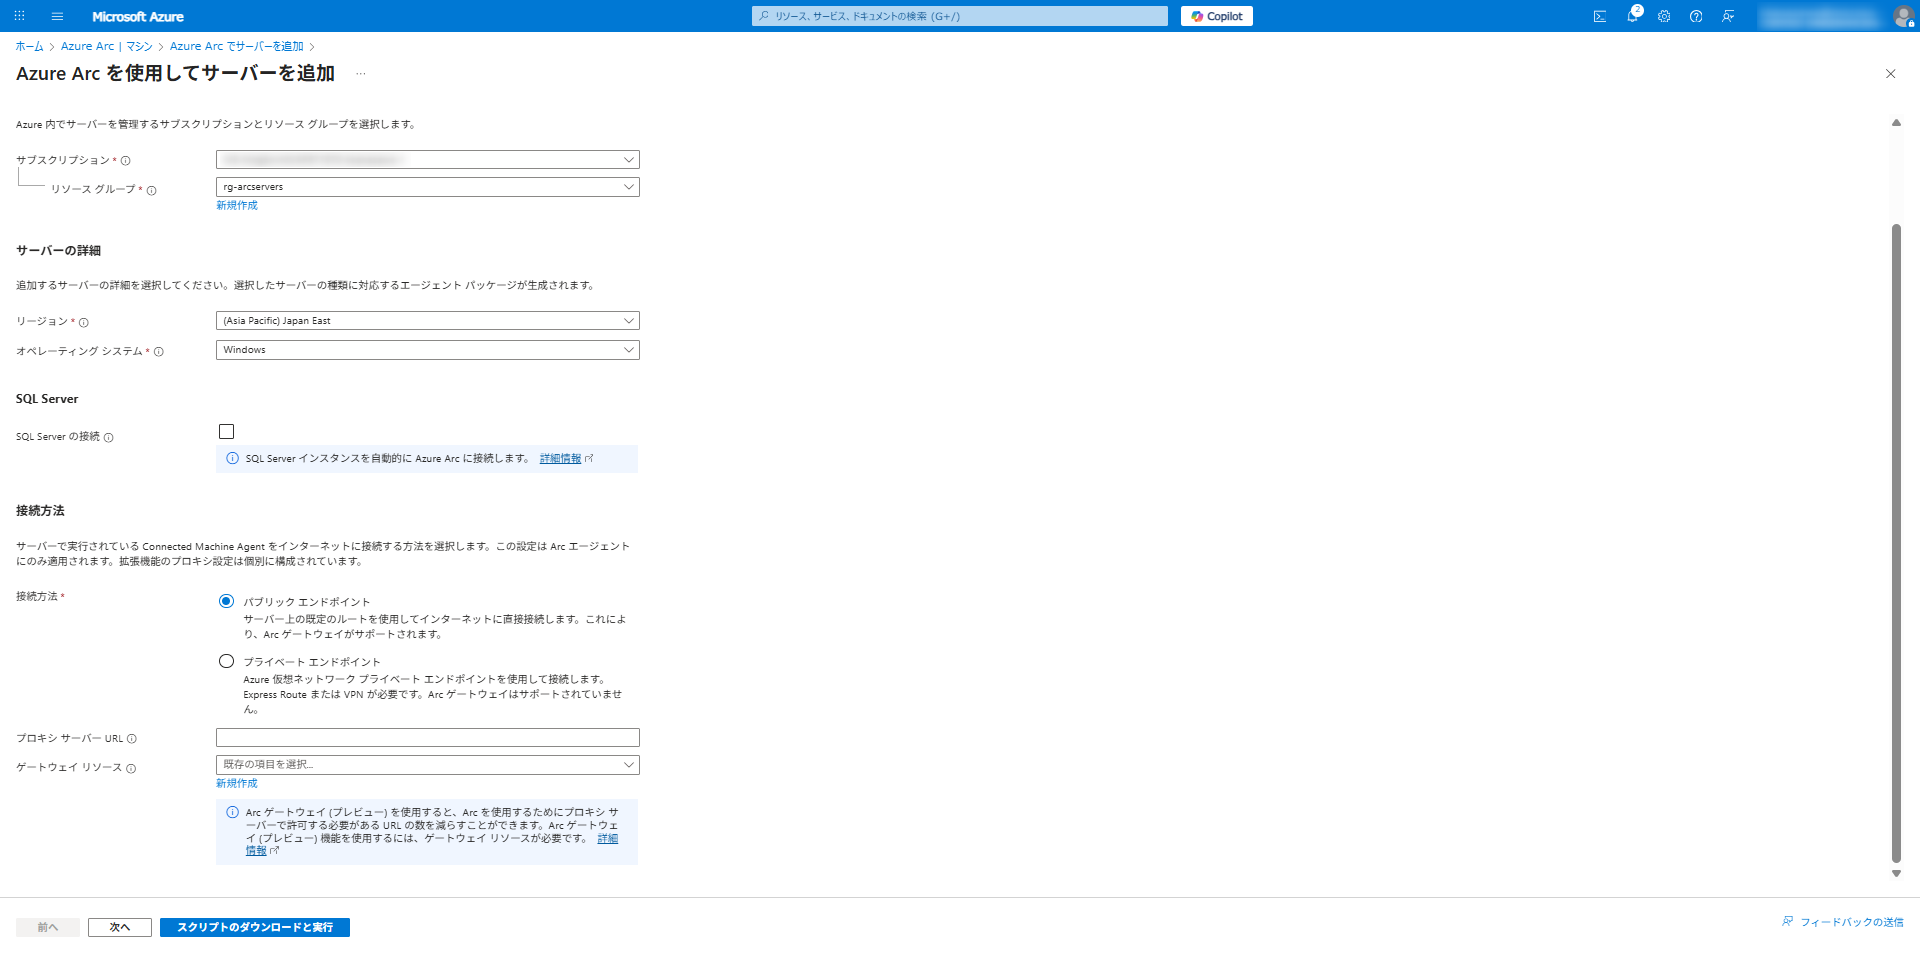 Microsoft Azure
リソース、サービス、ドキュメントの検索 (G+/)
Copilot
2
ホーム > Azure Arc | マシン > Azure Arc でサーバーを追加 >
Azure Arc を使用してサーバーを追加 ...
Azure 内でサーバーを管理するサブスクリプションとリソース グループを選択します。
サブスクリプション *
リソース グループ *
rg-arcservers
新規作成
サーバーの詳細
追加するサーバーの詳細を選択してください。選択したサーバーの種類に対応するエージェント パッケージが生成されます。
リージョン *
(Asia Pacific) Japan East
オペレーティング システム *
Windows
SQL Server
SQL Server の接続
SQL Server インスタンスを自動的に Azure Arc に接続します。 詳細情報
接続方法
サーバーで実行されている Connected Machine Agent をインターネットに接続する方法を選択します。この設定は Arc エージェント
にのみ適用されます。拡張機能のプロキシ設定は個別に構成されています。
接続方法 *
パブリック エンドポイント
サーバー上の既定のルートを使用してインターネットに直接接続します。これによ
り、Arc ゲートウェイがサポートされます。
プライベート エンドポイント
Azure 仮想ネットワーク プライベート エンドポイントを使用して接続します。
Express Route または VPN が必要です。Arc ゲートウェイはサポートされていませ
ん。
プロキシ サーバー URL
ゲートウェイ リソース
既存の項目を選択...
新規作成
Arc ゲートウェイ (プレビュー) を使用すると、Arc を使用するためにプロキシ サ
ーバーで許可する必要がある URL の数を減らすことができます。Arc ゲートウェ
イ (プレビュー) 機能を使用するには、ゲートウェイ リソースが必要です。 詳細
情報
前へ
次へ
スクリプトのダウンロードと実行
フィードバックの送信